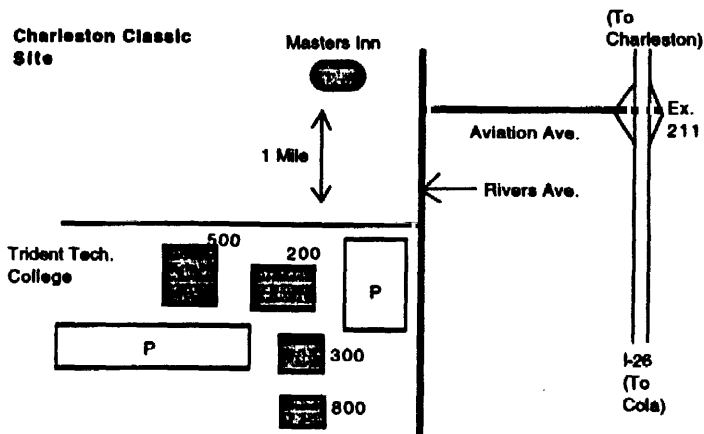 Charleston Classic
Site
Masters Inn
(To
Charleston)
Ex.
211
Aviation Ave.
1 Mile
Rivers Ave.
Trident Tech.
College
500
200
P
P
300
800
I-26
(To
Cola)